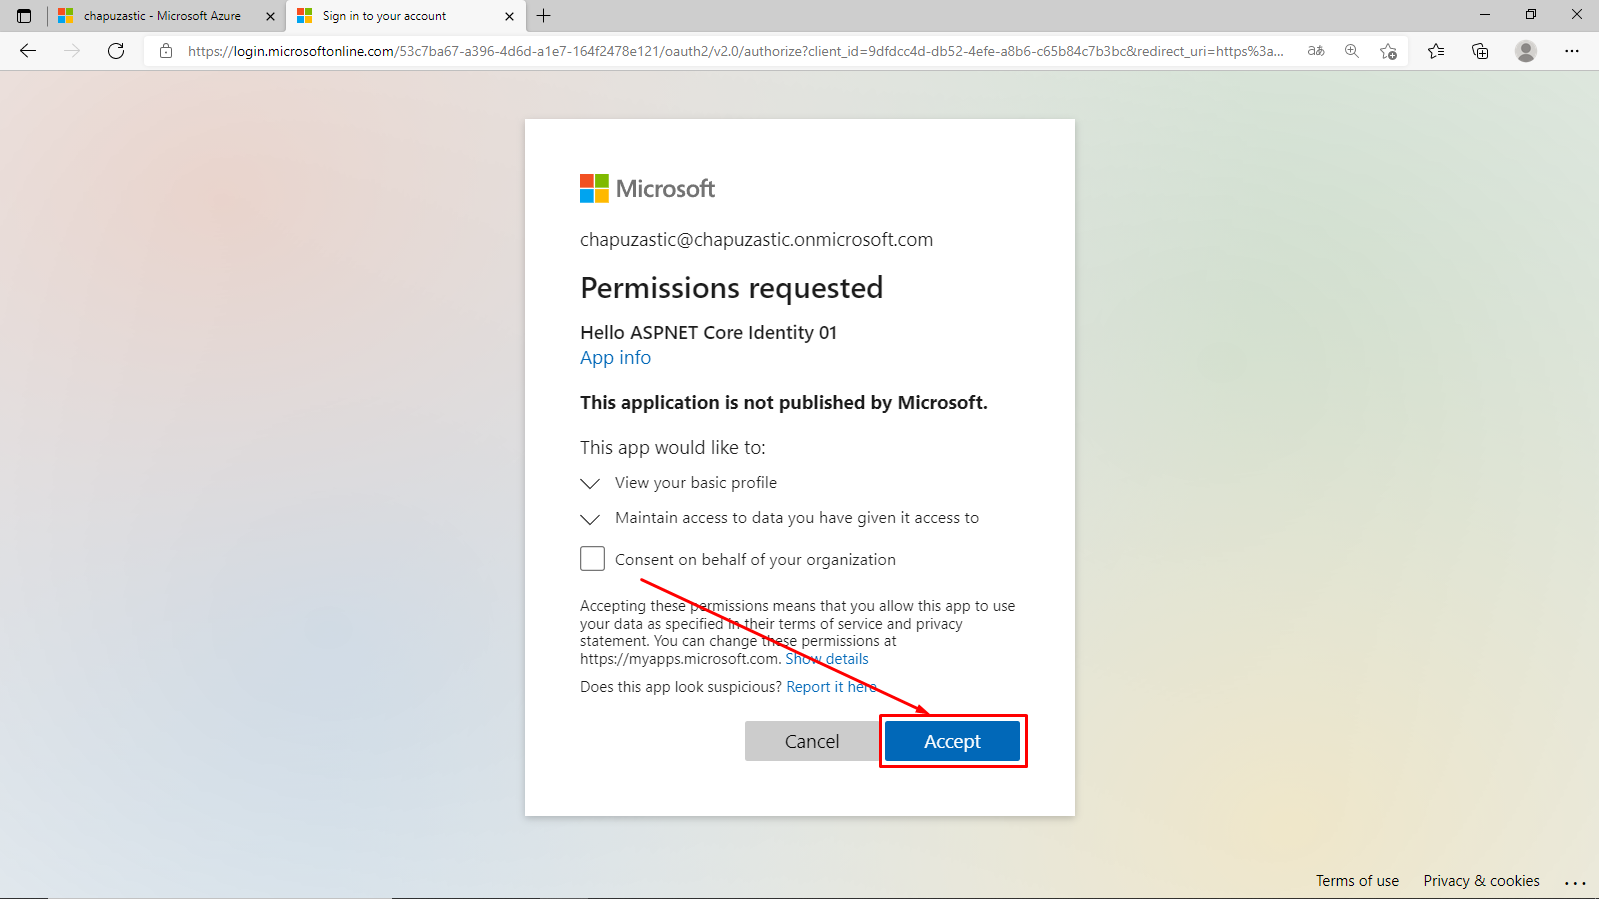 chapuzastic - Microsoft Azure
Sign in to your account
https://login.microsoftonline.com/53c7ba67-a396-4d6d-a1e7-164f2478e121/oauth2/v2.0/authorize?client_id=9dfdcc4d-db52-4efe-a8b6-c65b84c7b3bc&redirect_uri=https%3a...
aあ
Microsoft
chapuzastic@chapuzastic.onmicrosoft.com
Permissions requested
Hello ASPNET Core Identity 01
App info
This application is not published by Microsoft.
This app would like to:
View your basic profile
Maintain access to data you have given it access to
Consent on behalf of your organization
Accepting these permissions means that you allow this app to use
your data as specified in their terms of service and privacy
statement. You can change these permissions at
https://myapps.microsoft.com. Show details
Does this app look suspicious? Report it here
Cancel
Accept
Terms of use
Privacy & cookies
...